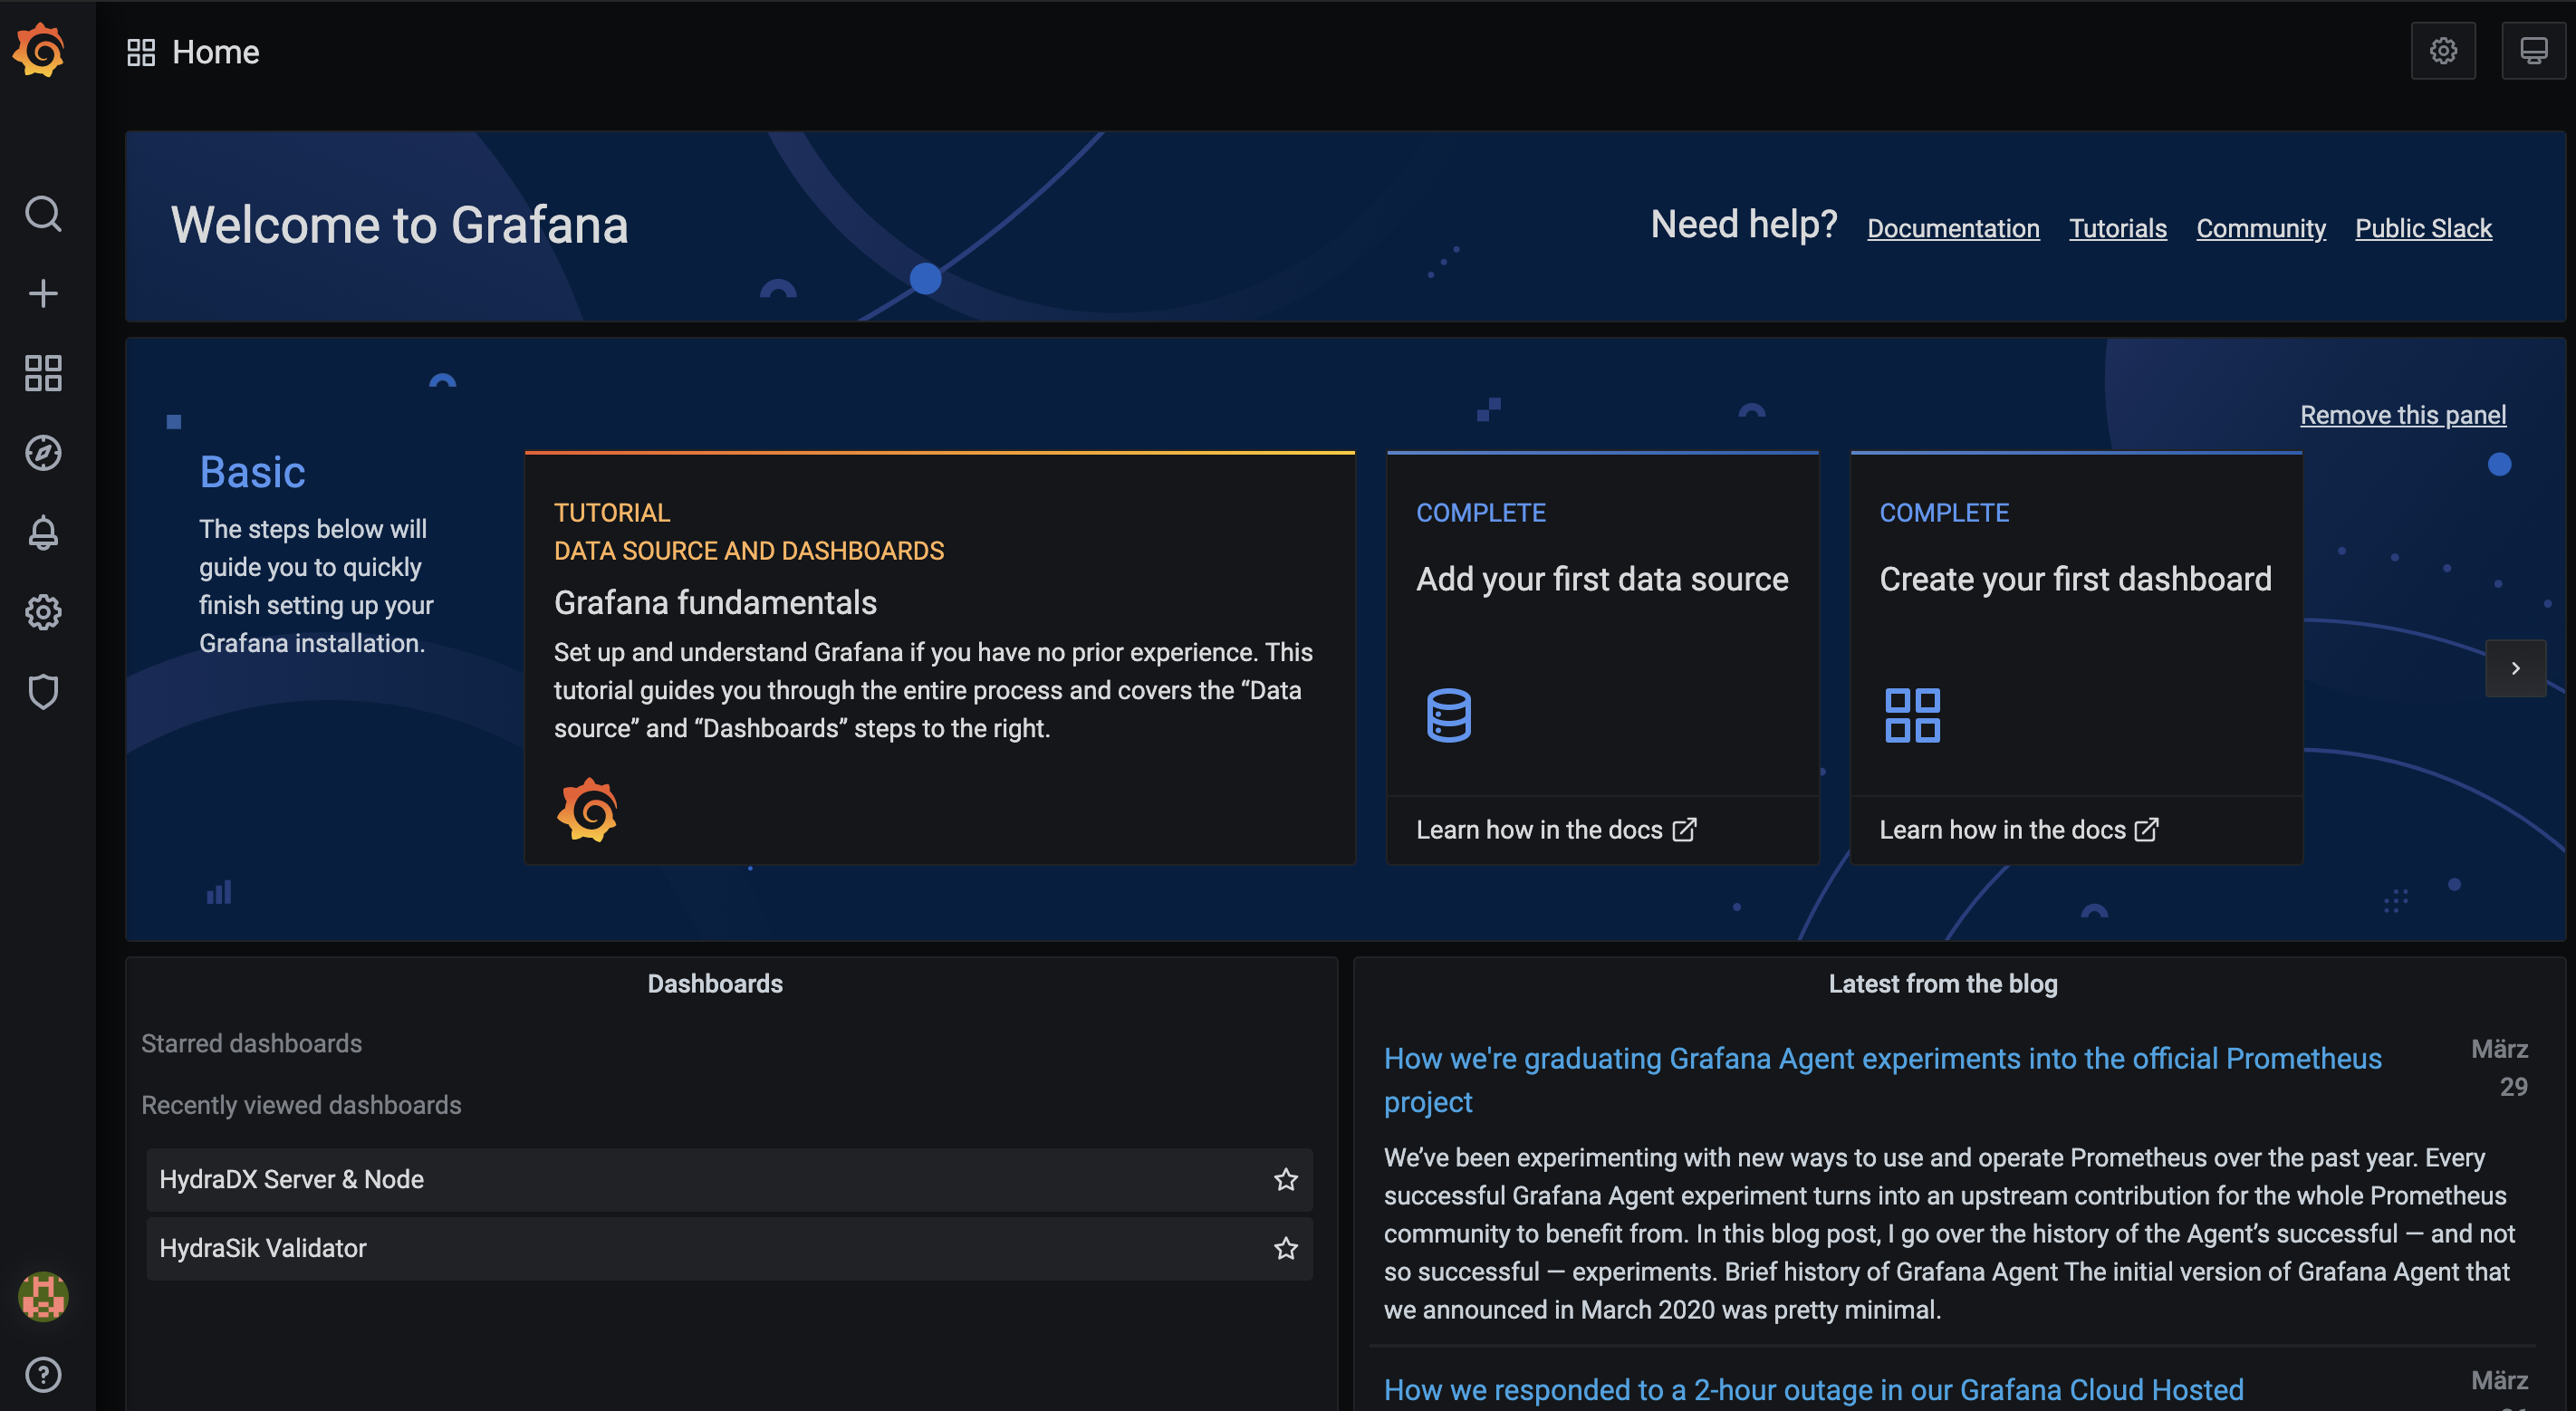 Home
Welcome to Grafana
Need help?
Documentation
Tutorials
Community
Public Slack
Remove this panel
Basic
The steps below will
guide you to quickly
finish setting up your
Grafana installation.
TUTORIAL
DATA SOURCE AND DASHBOARDS
Grafana fundamentals
Set up and understand Grafana if you have no prior experience. This
tutorial guides you through the entire process and covers the “Data
source” and “Dashboards” steps to the right.
COMPLETE
Add your first data source
Learn how in the docs
COMPLETE
Create your first dashboard
Learn how in the docs
Dashboards
Starred dashboards
Recently viewed dashboards
HydraDX Server & Node
HydraSik Validator
Latest from the blog
How we're graduating Grafana Agent experiments into the official Prometheus
project
März
29
We’ve been experimenting with new ways to use and operate Prometheus over the past year. Every
successful Grafana Agent experiment turns into an upstream contribution for the whole Prometheus
community to benefit from. In this blog post, I go over the history of the Agent’s successful — and not
so successful — experiments. Brief history of Grafana Agent The initial version of Grafana Agent that
we announced in March 2020 was pretty minimal.
How we responded to a 2-hour outage in our Grafana Cloud Hosted
März